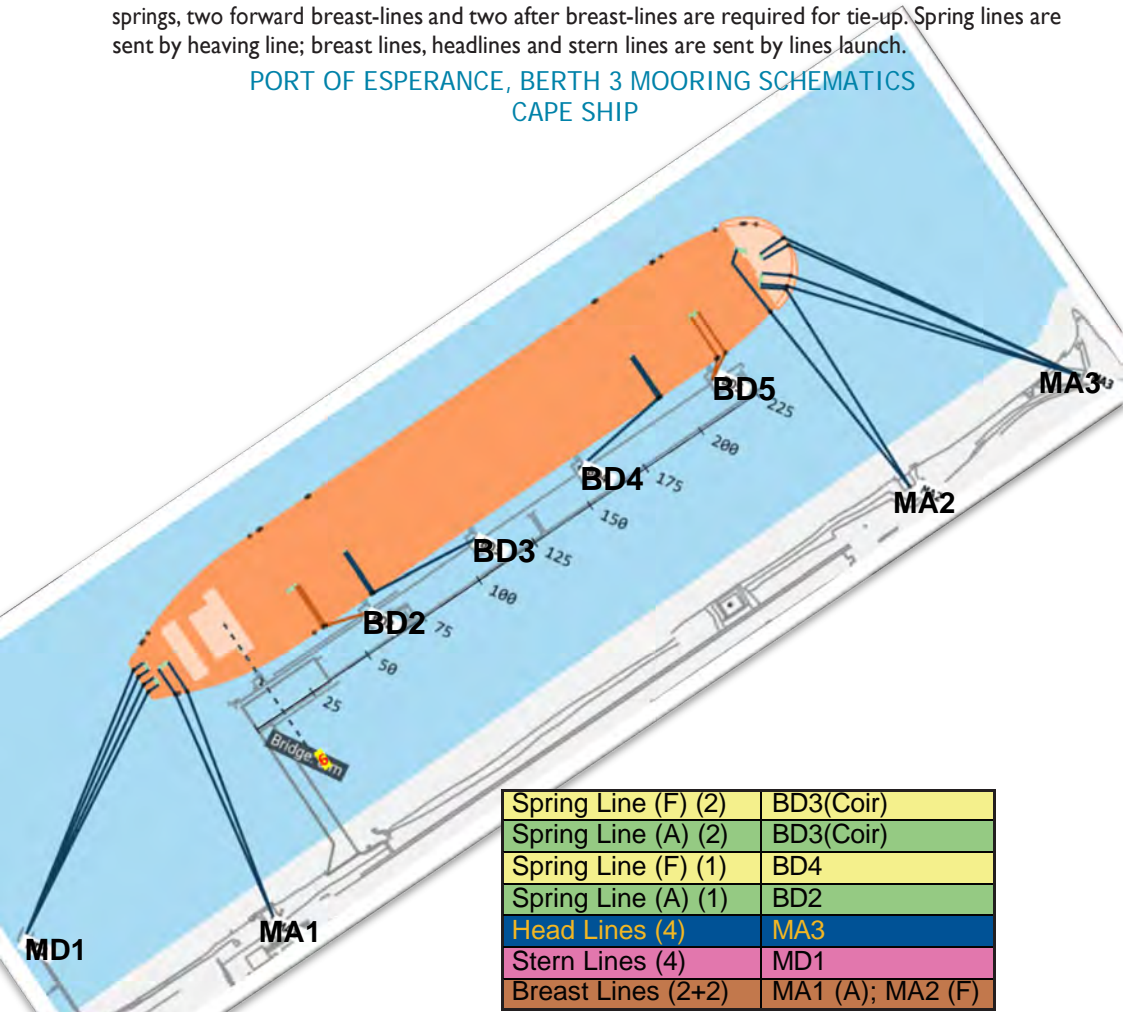 springs, two forward breast-lines and two after breast-lines are required for tie-up. Spring lines are
sent by heaving line; breast lines, headlines and stern lines are sent by lines launch.
PORT OF ESPERANCE, BERTH 3 MOORING SCHEMATICS
CAPE SHIP
BD5
MA3
MA3
225
200
BD4
175
MA2
150
BD3
125
100
BD2
75
50
25
Bridge
MD1
MA1
Spring Line (F) (2) BD3(Coir)
Spring Line (A) (2) BD3(Coir)
Spring Line (F) (1) BD4
Spring Line (A) (1) BD2
Head Lines (4) MA3
Stern Lines (4) MD1
Breast Lines (2+2) MA1 (A); MA2 (F)